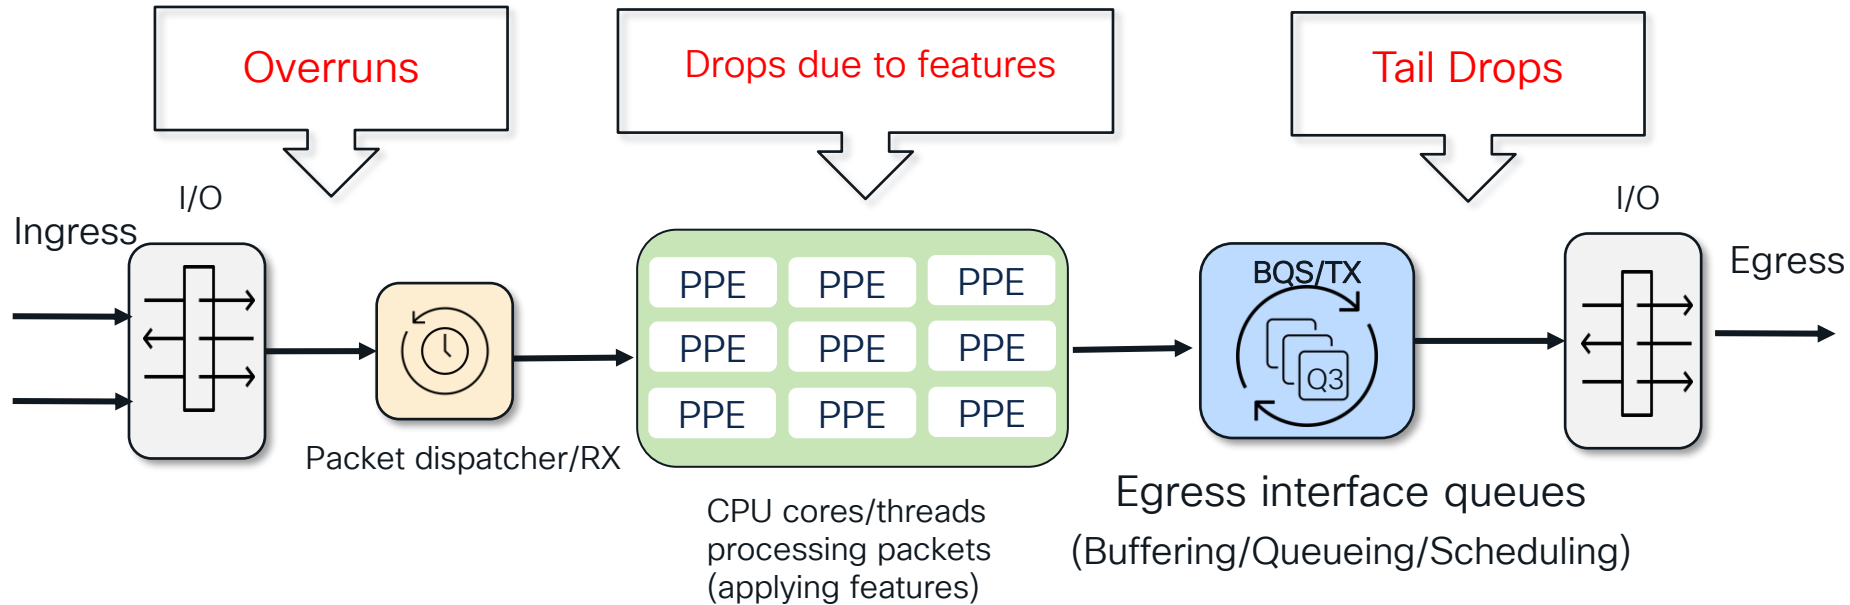 Overruns
Drops due to features
Tail Drops
I/O
I/O
Ingress
Egress
PPE PPE PPE
PPE PPE PPE
PPE PPE PPE
BQS/TX
Q3
Packet dispatcher/RX
CPU cores/threads
processing packets
(applying features)
Egress interface queues
(Buffering/Queueing/Scheduling)